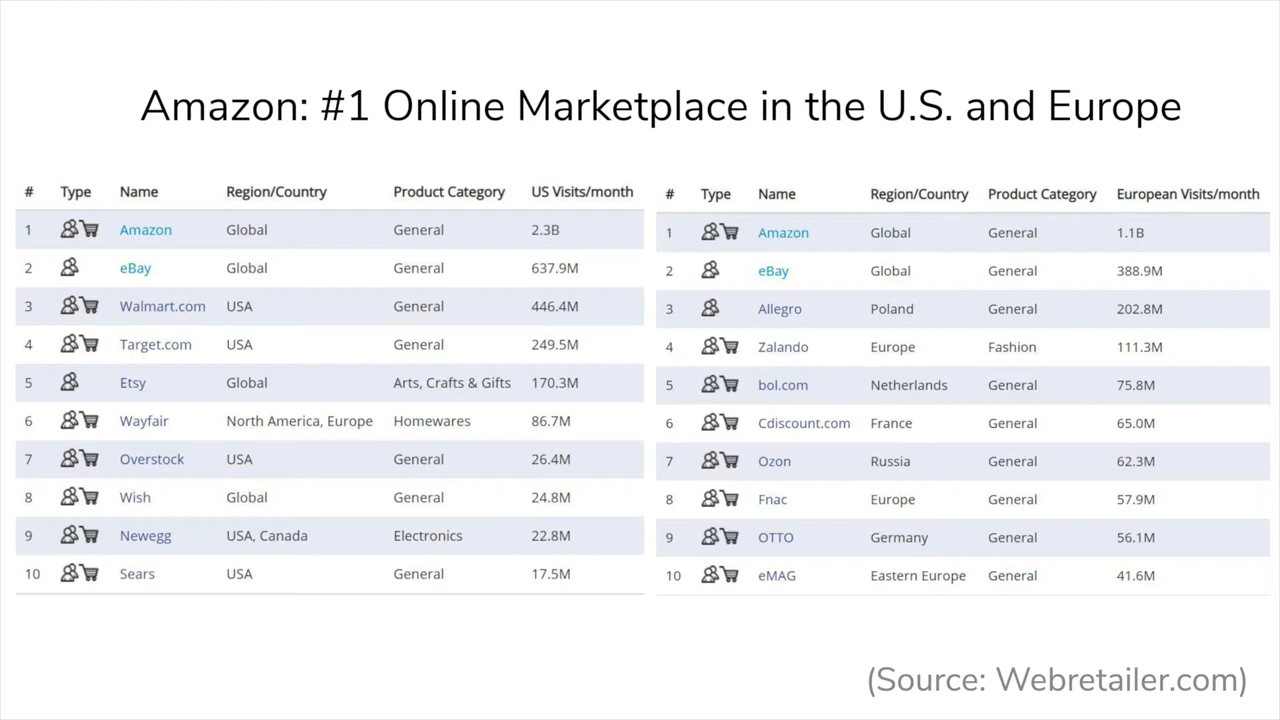 Amazon: #1 Online Marketplace in the U.S. and Europe
# Type Name Region/Country Product Category US Visits/month
1 Amazon Global General 2.3B
2 eBay Global General 637.9M
3 Walmart.com USA General 446.4M
4 Target.com USA General 249.5M
5 Etsy Global Arts, Crafts & Gifts 170.3M
6 Wayfair North America, Europe Homewares 86.7M
7 Overstock USA General 26.4M
8 Wish Global General 24.8M
9 Newegg USA, Canada Electronics 22.8M
10 Sears USA General 17.5M
# Type Name Region/Country Product Category European Visits/month
1 Amazon Global General 1.1B
2 eBay Global General 388.9M
3 Allegro Poland General 202.8M
4 Zalando Europe Fashion 111.3M
5 bol.com Netherlands General 75.8M
6 Cdiscount.com France General 65.0M
7 Ozon Russia General 62.3M
8 Fnac Europe General 57.9M
9 OTTO Germany General 56.1M
10 eMAG Eastern Europe General 41.6M
(Source: Webretailer.com)